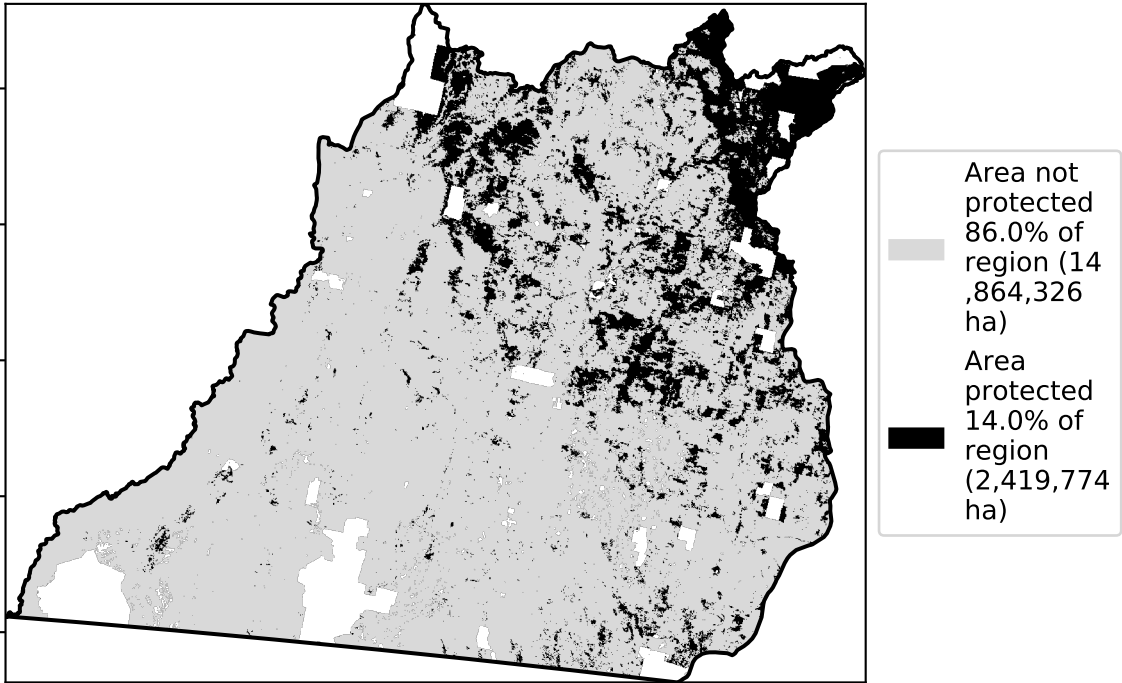 Area not
protected
86.0% of
region (14
,864,326
ha)
Area
protected
14.0% of
region
(2,419,774
ha)